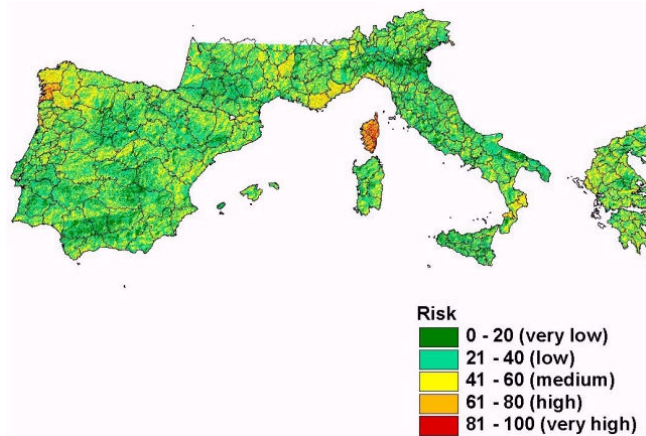 Risk
0 - 20 (very low)
21 - 40 (low)
41 - 60 (medium)
61 - 80 (high)
81 - 100 (very high)